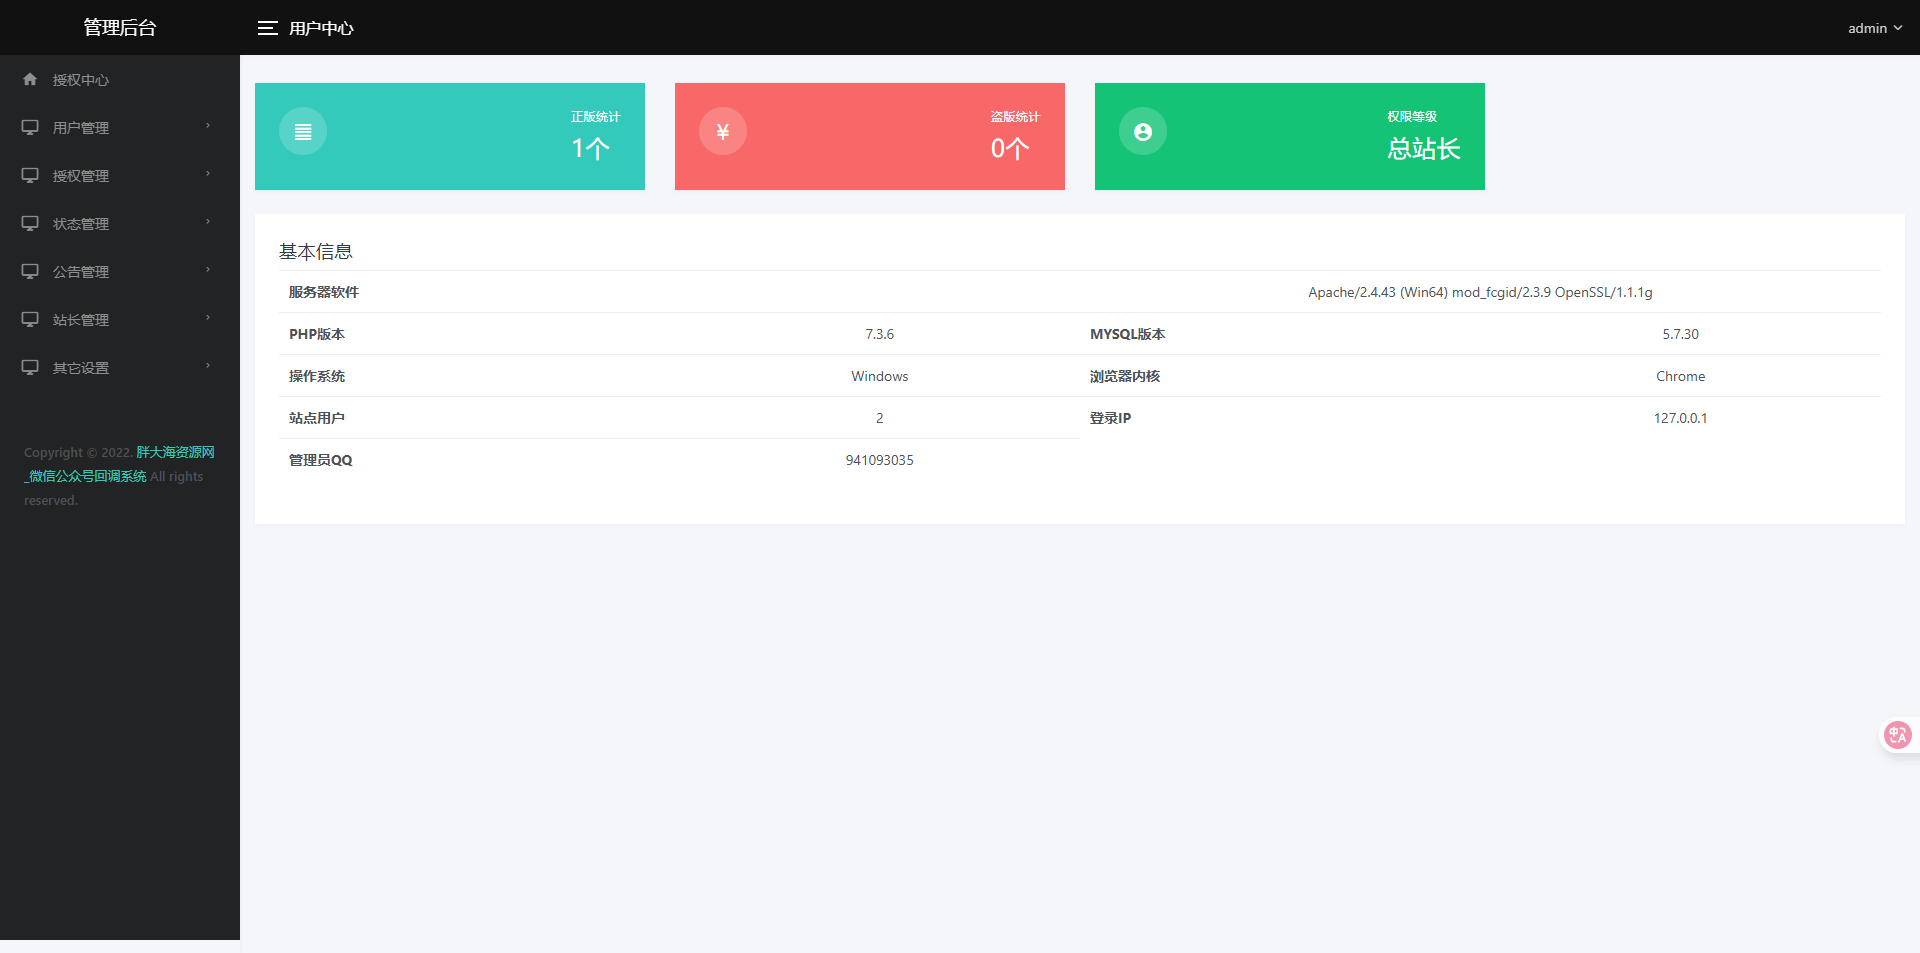 管理后台
用户中心
admin
授权中心
用户管理
授权管理
状态管理
公告管理
站长管理
其它设置
Copyright © 2022. 胖大海资源网
_微信公众号回调系统 All rights
reserved.
正版统计
1个
¥
盗版统计
0个
权限等级
总站长
基本信息
服务器软件 Apache/2.4.43 (Win64) mod_fcgid/2.3.9 OpenSSL/1.1.1g
PHP版本 7.3.6 MYSQL版本 5.7.30
操作系统 Windows 浏览器内核 Chrome
站点用户 2 登录IP 127.0.0.1
管理员QQ 941093035